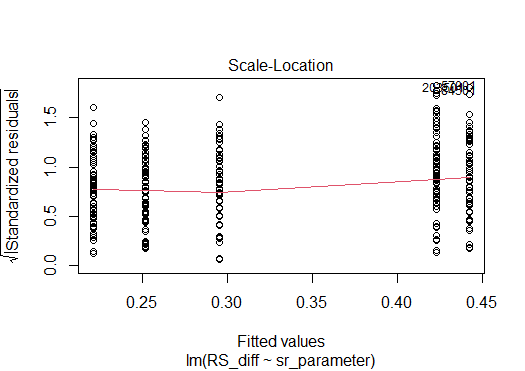 Scale-Location
√|Standardized residuals|
0.0
0.5
1.0
1.5
0.25
0.30
0.35
0.40
0.45
Fitted values
lm(RS_diff ~ sr_parameter)